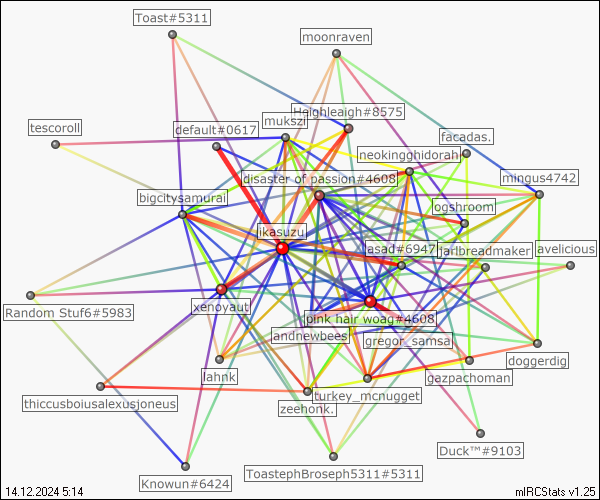 Toast#5311
moonraven
Heighleaigh#8575
mukszi
default#0617
tescoroll
facadas.
neokingghidorah
disaster of passion#4608
mingus4742
bigcitysamurai
ogshroom
ikasuzu
asad#6947
jarlbreadmaker
avelicious
Random Stuf6#5983
xenoyaut
pink hair woag#4608
andnewbees
gregor_samsa
doggerdig
lahnk
gazpachoman
turkey_mcnugget
thiccusboiusalexusjoneus
zeehonk.
Duck™#9103
ToastephBroseph5311#5311
Knowun#6424
14.12.2024 5:14
mIRCStats v1.25